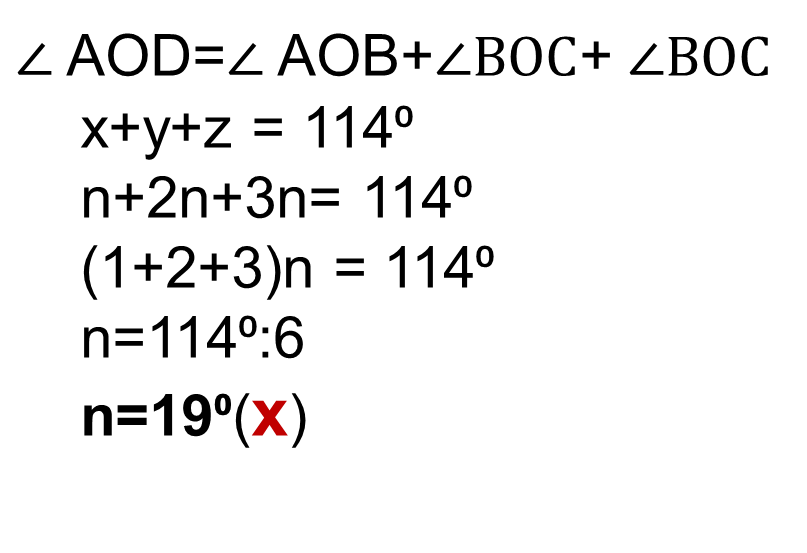 ∠ AOD=∠ AOB+∠BOC+ ∠BOC
x+y+z = 114º
n+2n+3n= 114º
(1+2+3)n = 114º
n=114º:6
n=19º(x)